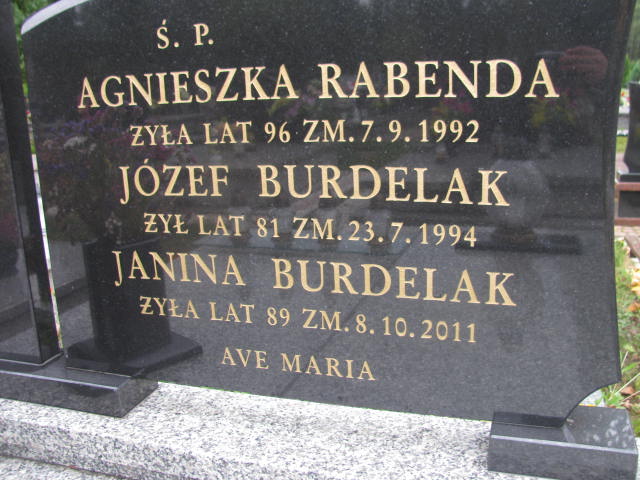 Ś. P.
AGNIESZKA RABENDA
ŻYŁA LAT 96 ZM. 7. 9. 1992
JÓZEF BURDELAK
ŻYŁ LAT 81 ZM. 23. 7. 1994
JANINA BURDELAK
ŻYŁA LAT 89 ZM. 8. 10. 2011
AVE MARIA